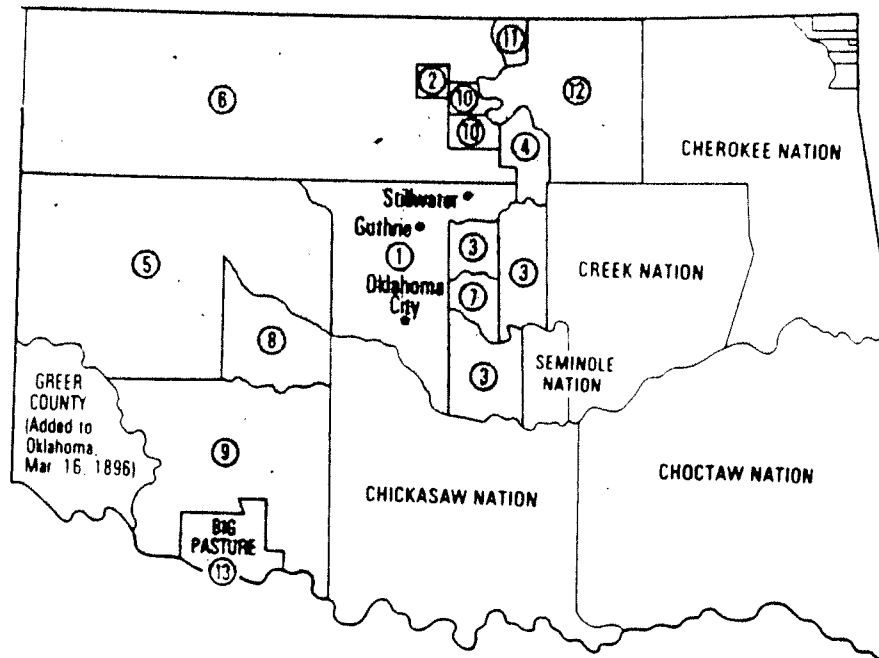 11
2
6
10
12
10
4
CHEROKEE NATION
Stillwater
Guthrie
1
3
5
3
CREEK NATION
Oklahoma
City
7
8
3
SEMINOLE
NATION
GREER
COUNTY
(Added to
Oklahoma,
Mar 16, 1896)
9
CHICKASAW NATION
CHOCTAW NATION
BIG
PASTURE
13